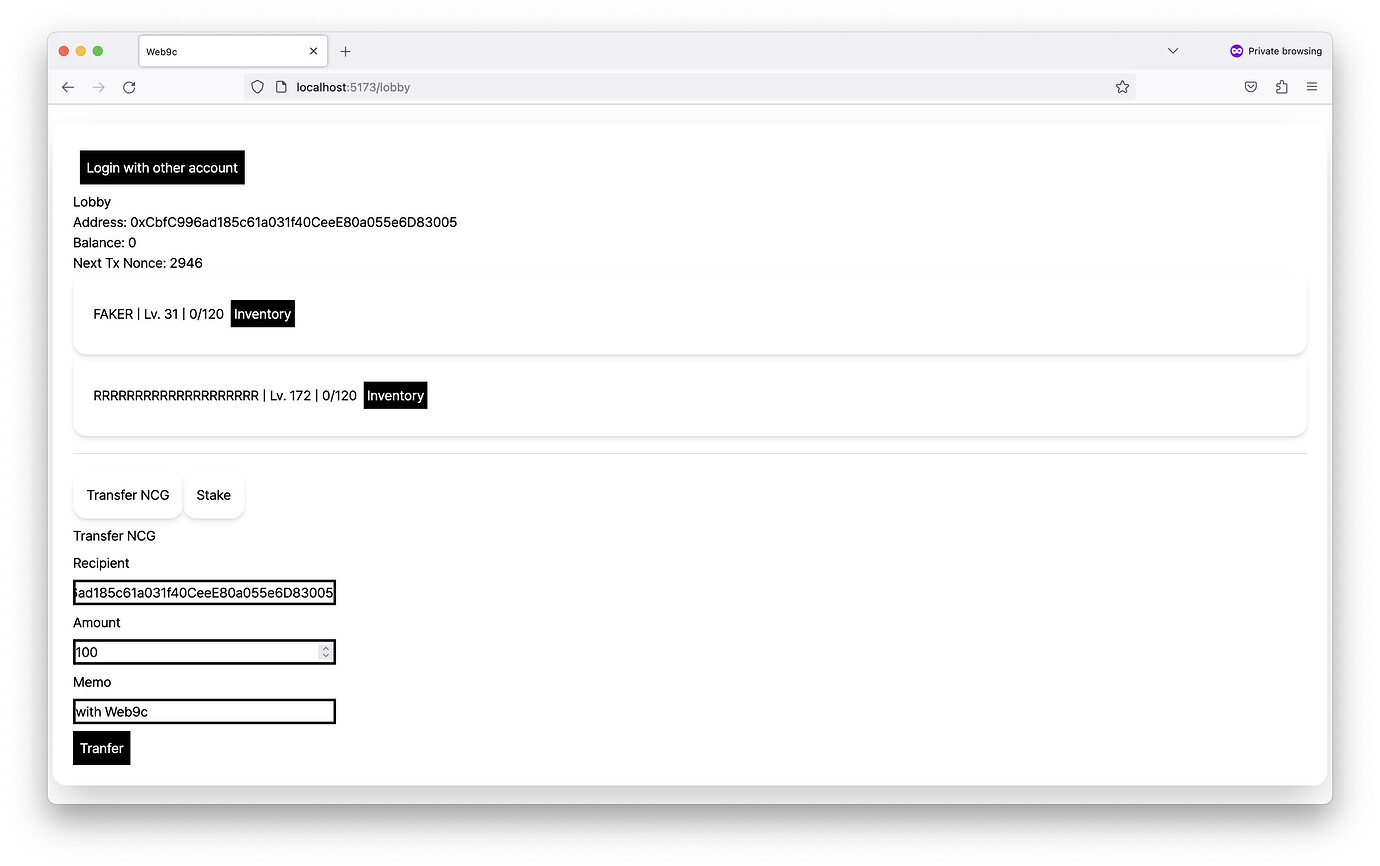 Web9c
Private browsing
localhost:5173/lobby
Login with other account
Lobby
Address: 0xCbfC996ad185c61a031f40CeeE80a055e6D83005
Balance: 0
Next Tx Nonce: 2946
FAKER | Lv. 31 | 0/120 Inventory
RRRRRRRRRRRRRRRRRRRR | Lv. 172 | 0/120 Inventory
Transfer NCG Stake
Transfer NCG
Recipient
ad185c61a031f40CeeE80a055e6D83005
Amount
100
Memo
with Web9c
Tranfer